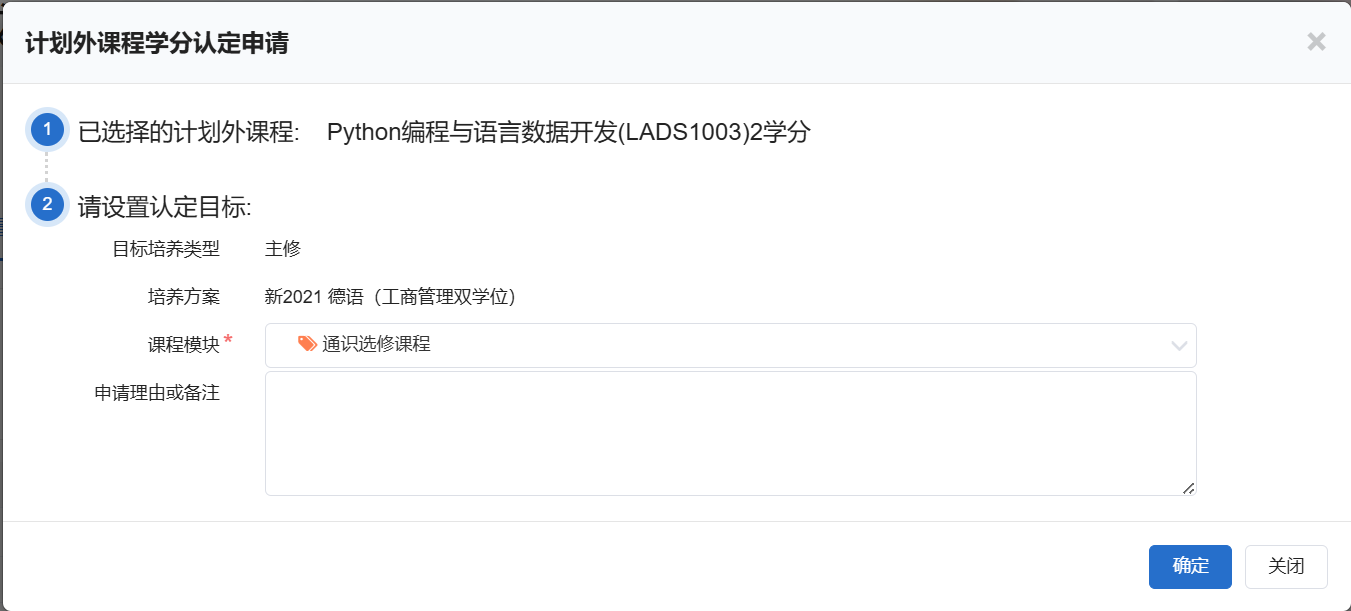 计划外课程学分认定申请
1 已选择的计划外课程: Python编程与语言数据开发(LADS1003)2学分
2 请设置认定目标:
目标培养类型 主修
培养方案 新2021 德语（工商管理双学位）
课程模块* 通识选修课程
申请理由或备注
确定 关闭